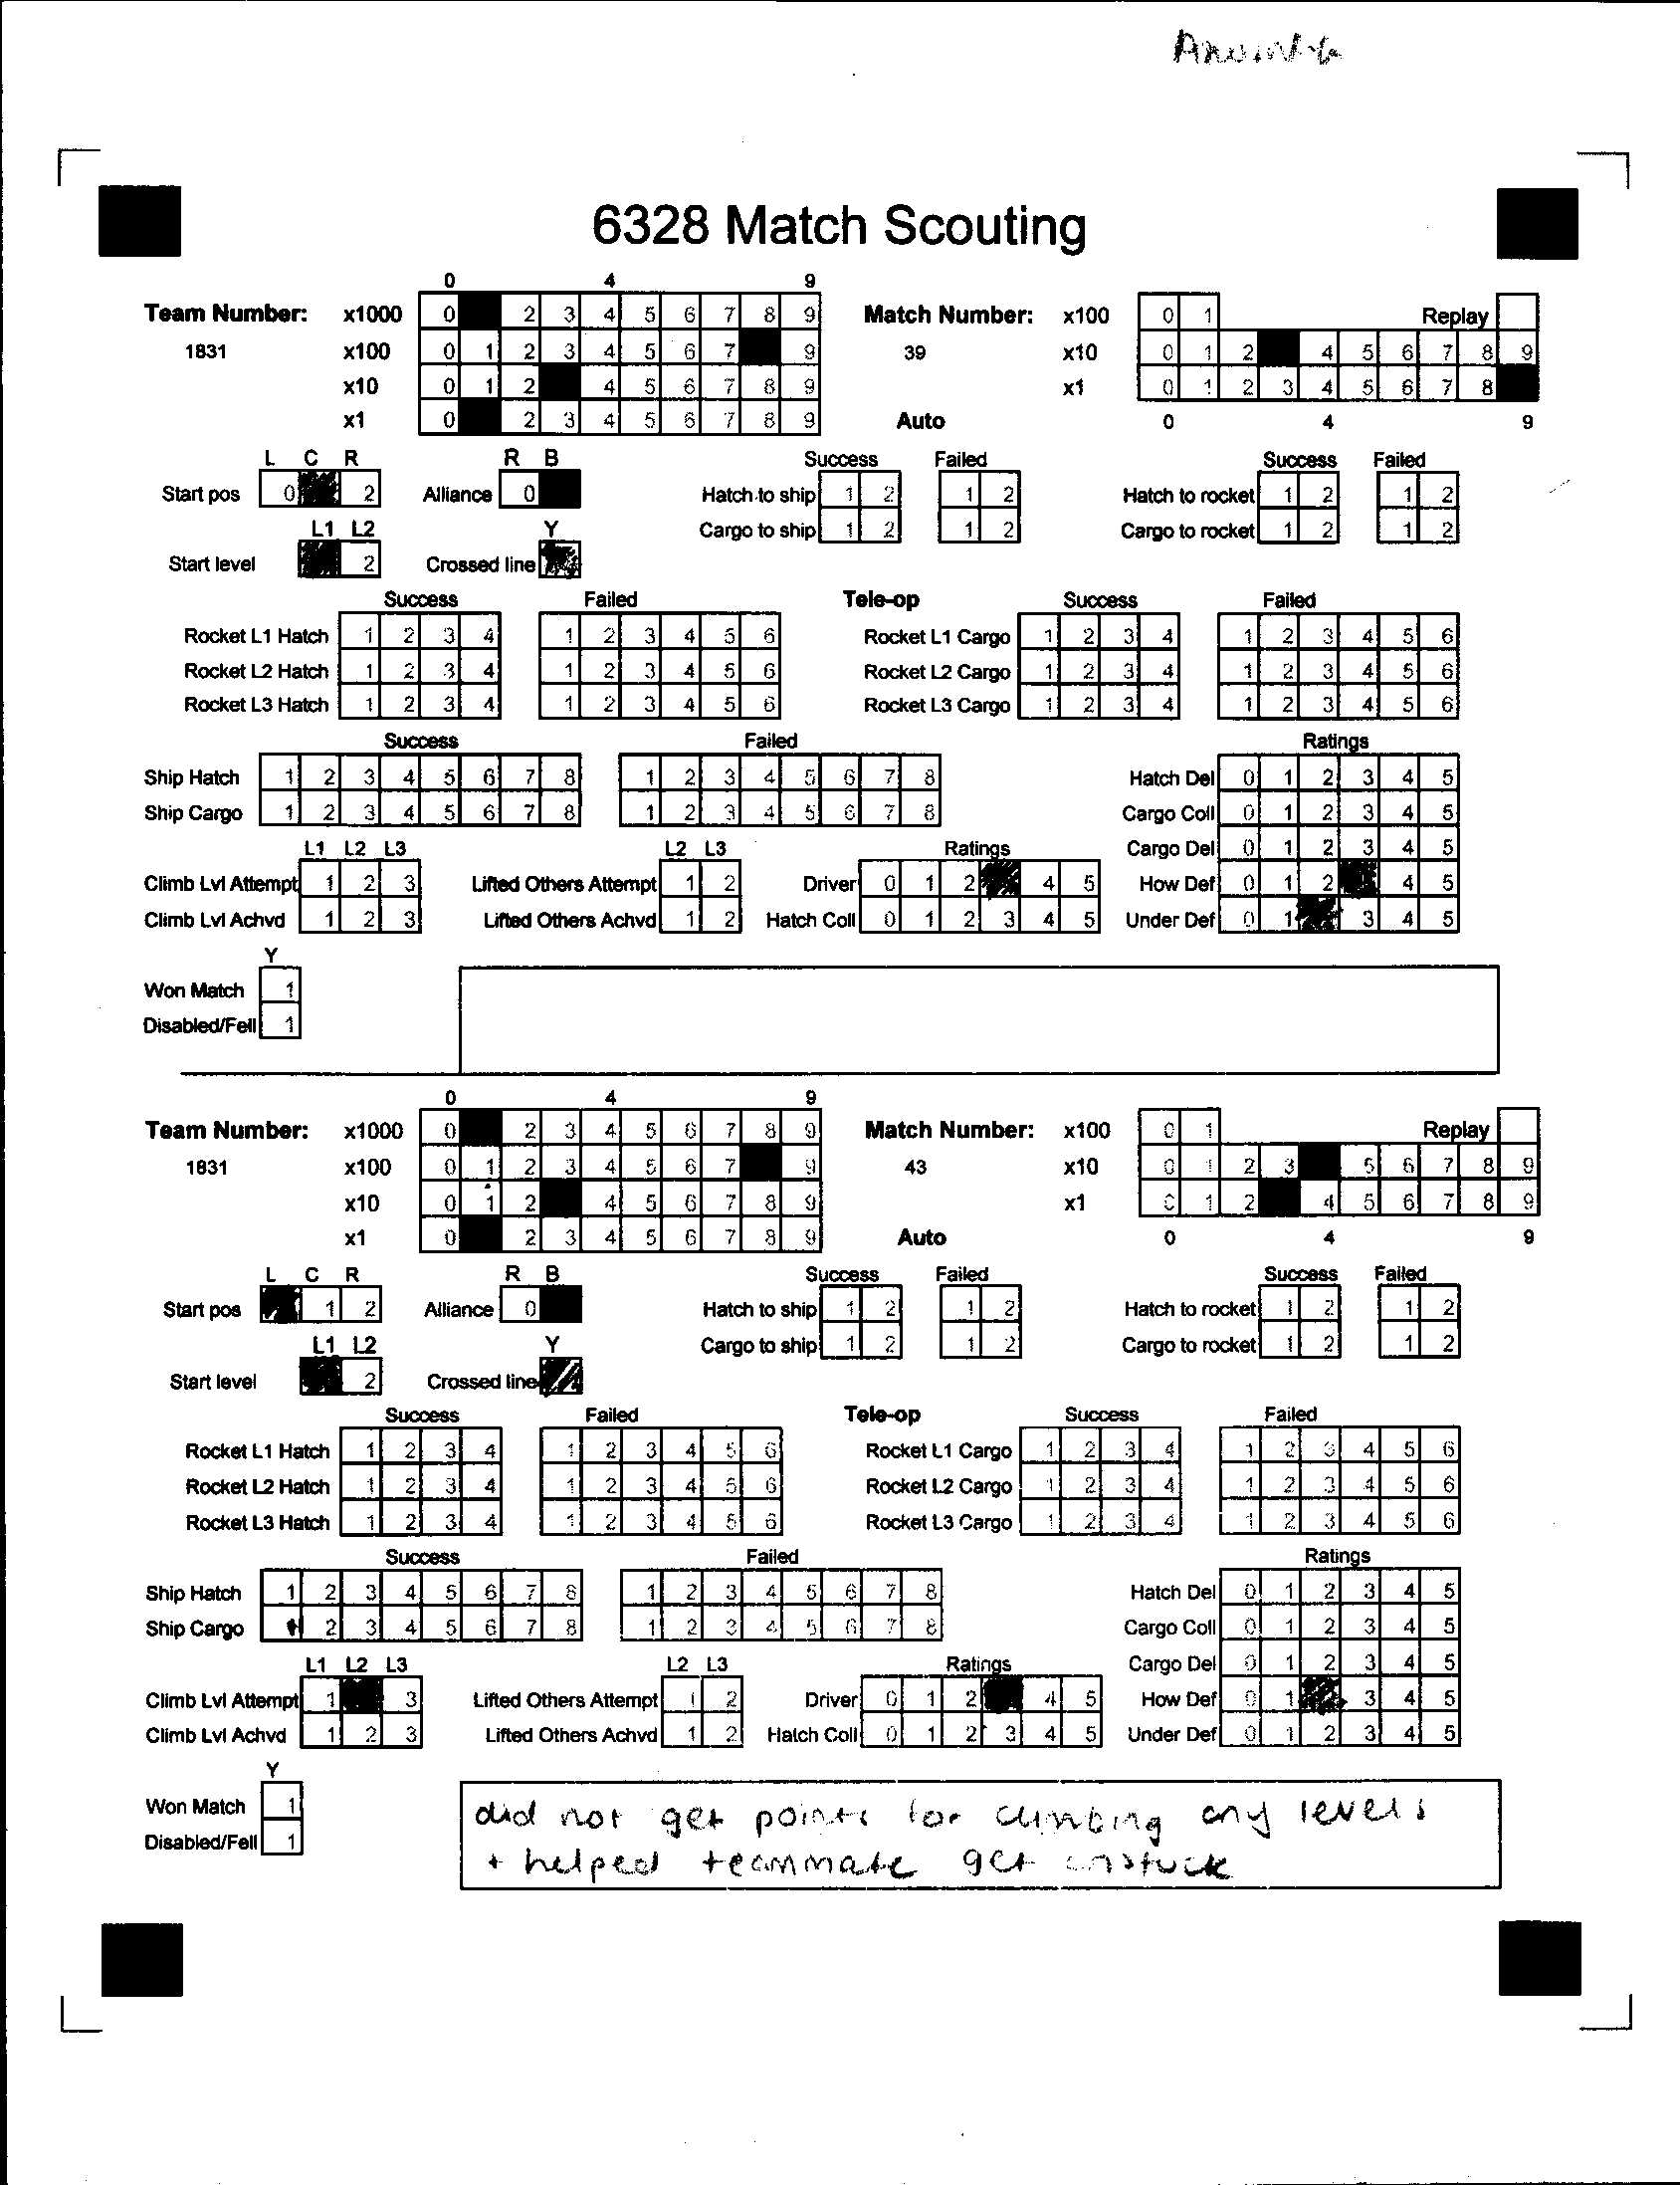 6328 Match Scouting
0 4 9
Team Number: x1000 0 2 3 4 5 6 7 8 9 Match Number: x100 0 1 Replay
1831 x100 0 1 2 3 4 5 6 7 9 39 x10 0 1 2 4 5 6 7 8 9
x10 0 1 2 4 5 6 7 8 9 x1 0 1 2 3 4 5 6 7 8
x1 0 2 3 4 5 6 7 8 9 Auto 0 4 9
L C R R B Success Failed Success Failed
Start pos 0 2 Alliance 0 Hatch to ship 1 2 1 2 Hatch to rocket 1 2 1 2
L1 L2 Y Cargo to ship 1 2 1 2 Cargo to rocket 1 2 1 2
Start level 2 Crossed line
Success Failed Tele-op Success Failed
Rocket L1 Hatch 1 2 3 4 1 2 3 4 5 6 Rocket L1 Cargo 1 2 3 4 1 2 3 4 5 6
Rocket L2 Hatch 1 2 3 4 1 2 3 4 5 6 Rocket L2 Cargo 1 2 3 4 1 2 3 4 5 6
Rocket L3 Hatch 1 2 3 4 1 2 3 4 5 6 Rocket L3 Cargo 1 2 3 4 1 2 3 4 5 6
Success Failed Ratings
Ship Hatch 1 2 3 4 5 6 7 8 1 2 3 4 5 6 7 8 Hatch Del 0 1 2 3 4 5
Ship Cargo 1 2 3 4 5 6 7 8 1 2 3 4 5 6 7 8 Cargo Coll 0 1 2 3 4 5
L1 L2 L3 L2 L3 Ratings Cargo Del 0 1 2 3 4 5
Climb Lvl Attempt 1 2 3 Lifted Others Attempt 1 2 Driver 0 1 2 4 5 How Def 0 1 2 4 5
Climb Lvl Achvd 1 2 3 Lifted Others Achvd 1 2 Hatch Coll 0 1 2 3 4 5 Under Def 0 1 3 4 5
Y
Won Match 1
Disabled/Fell 1
0 4 9
Team Number: x1000 0 2 3 4 5 6 7 8 9 Match Number: x100 0 1 Replay
1831 x100 0 1 2 3 4 5 6 7 9 43 x10 0 1 2 3 5 6 7 8 9
x10 0 1 2 4 5 6 7 8 9 x1 0 1 2 4 5 6 7 8 9
x1 0 2 3 4 5 6 7 8 9 Auto 0 4 9
L C R R B Success Failed Success Failed
Start pos 1 2 Alliance 0 Hatch to ship 1 2 1 2 Hatch to rocket 1 2 1 2
L1 L2 Y Cargo to ship 1 2 1 2 Cargo to rocket 1 2 1 2
Start level 2 Crossed line
Success Failed Tele-op Success Failed
Rocket L1 Hatch 1 2 3 4 1 2 3 4 5 6 Rocket L1 Cargo 1 2 3 4 1 2 3 4 5 6
Rocket L2 Hatch 1 2 3 4 1 2 3 4 5 6 Rocket L2 Cargo 1 2 3 4 1 2 3 4 5 6
Rocket L3 Hatch 1 2 3 4 1 2 3 4 5 6 Rocket L3 Cargo 1 2 3 4 1 2 3 4 5 6
Success Failed Ratings
Ship Hatch 1 2 3 4 5 6 7 8 1 2 3 4 5 6 7 8 Hatch Del 0 1 2 3 4 5
Ship Cargo 1 2 3 4 5 6 7 8 1 2 3 4 5 6 7 8 Cargo Coll 0 1 2 3 4 5
L1 L2 L3 L2 L3 Ratings Cargo Del 0 1 2 3 4 5
Climb Lvl Attempt 1 3 Lifted Others Attempt 1 2 Driver 0 1 2 4 5 How Def 0 1 3 4 5
Climb Lvl Achvd 1 2 3 Lifted Others Achvd 1 2 Hatch Coll 0 1 2 3 4 5 Under Def 0 1 2 3 4 5
Y
Won Match 1
Disabled/Fell 1
did not get points for climbing any levels
+ helped teammate get unstuck